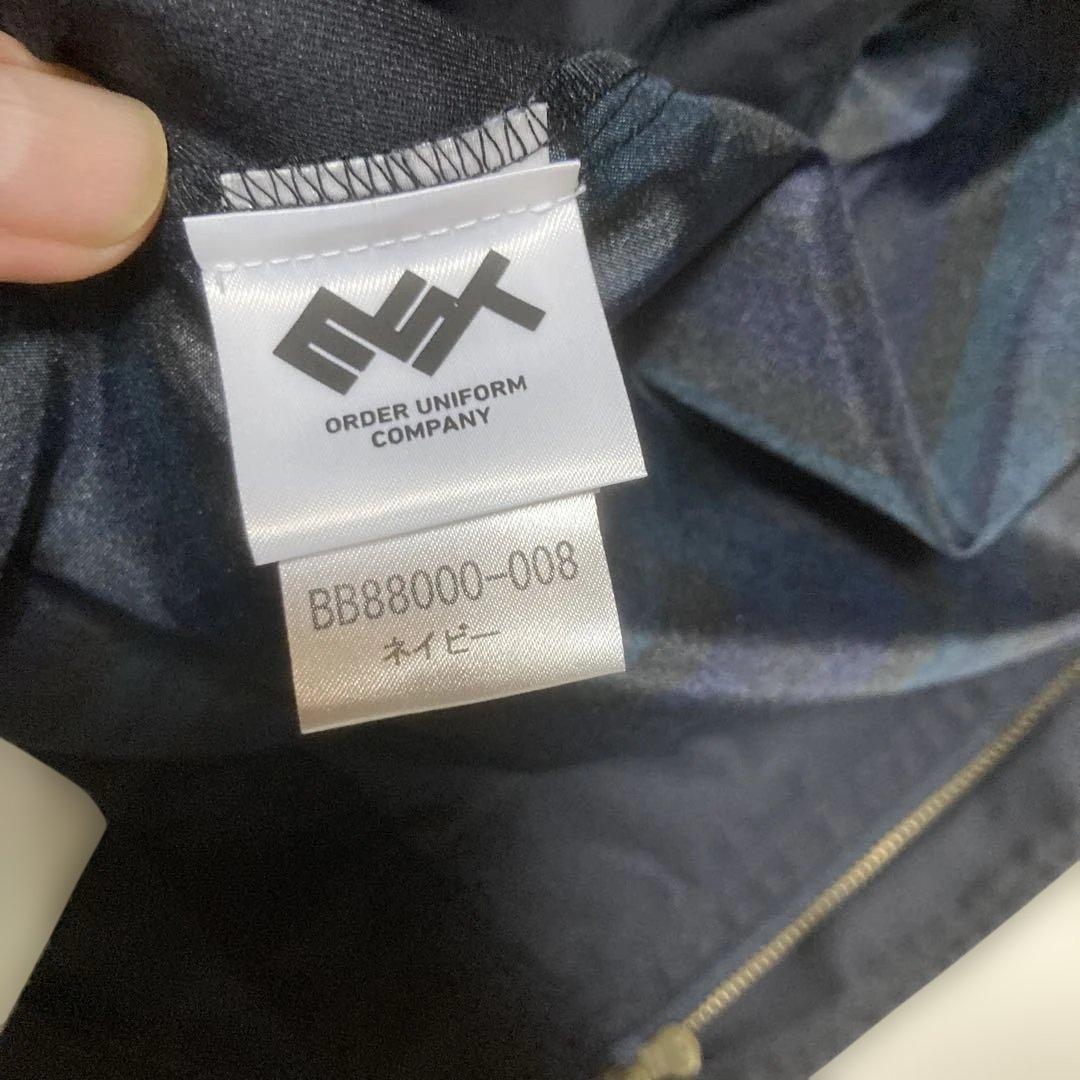 ORDER UNIFORM
COMPANY
BB88000-008
ネイビー